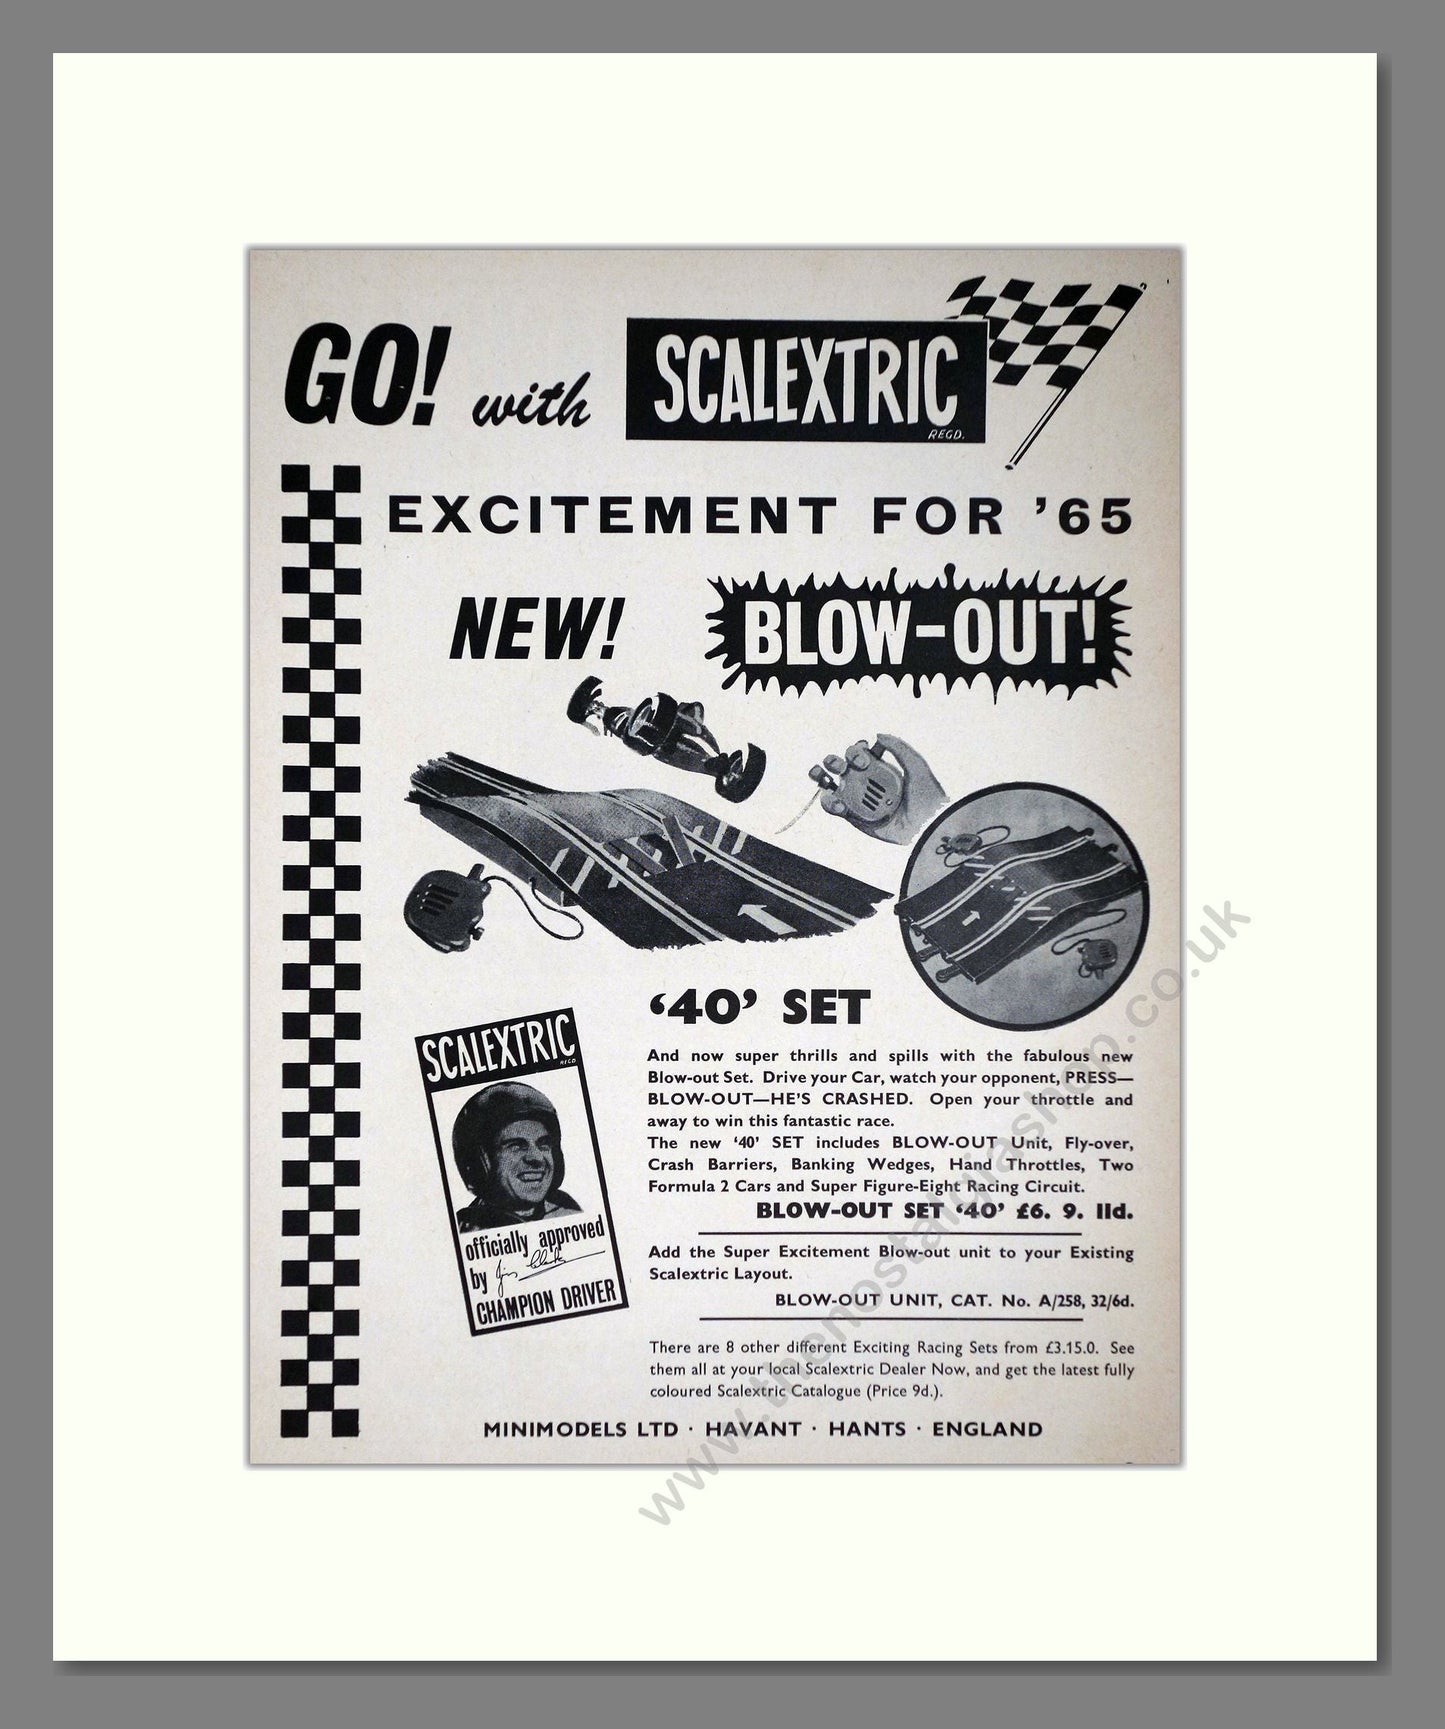 GO! with SCALEXTRIC
REGD.
EXCITEMENT FOR '65
NEW! BLOW-OUT!
'40' SET
And now super thrills and spills with the fabulous new
Blow-out Set. Drive your Car, watch your opponent, PRESS—
BLOW-OUT—HE'S CRASHED. Open your throttle and
away to win this fantastic race.
The new '40' SET includes BLOW-OUT Unit, Fly-over,
Crash Barriers, Banking Wedges, Hand Throttles, Two
Formula 2 Cars and Super Figure-Eight Racing Circuit.
BLOW-OUT SET '40' £6. 9. 11d.
Add the Super Excitement Blow-out unit to your Existing
Scalextric Layout.
BLOW-OUT UNIT, CAT. No. A/258, 32/6d.
There are 8 other different Exciting Racing Sets from £3.15.0. See
them all at your local Scalextric Dealer Now, and get the latest fully
coloured Scalextric Catalogue (Price 9d.).
SCALEXTRIC
REGD
officially approved
by Jim Clark
CHAMPION DRIVER
MINIMODELS LTD · HAVANT · HANTS · ENGLAND
www.thenostalgiashop.co.uk